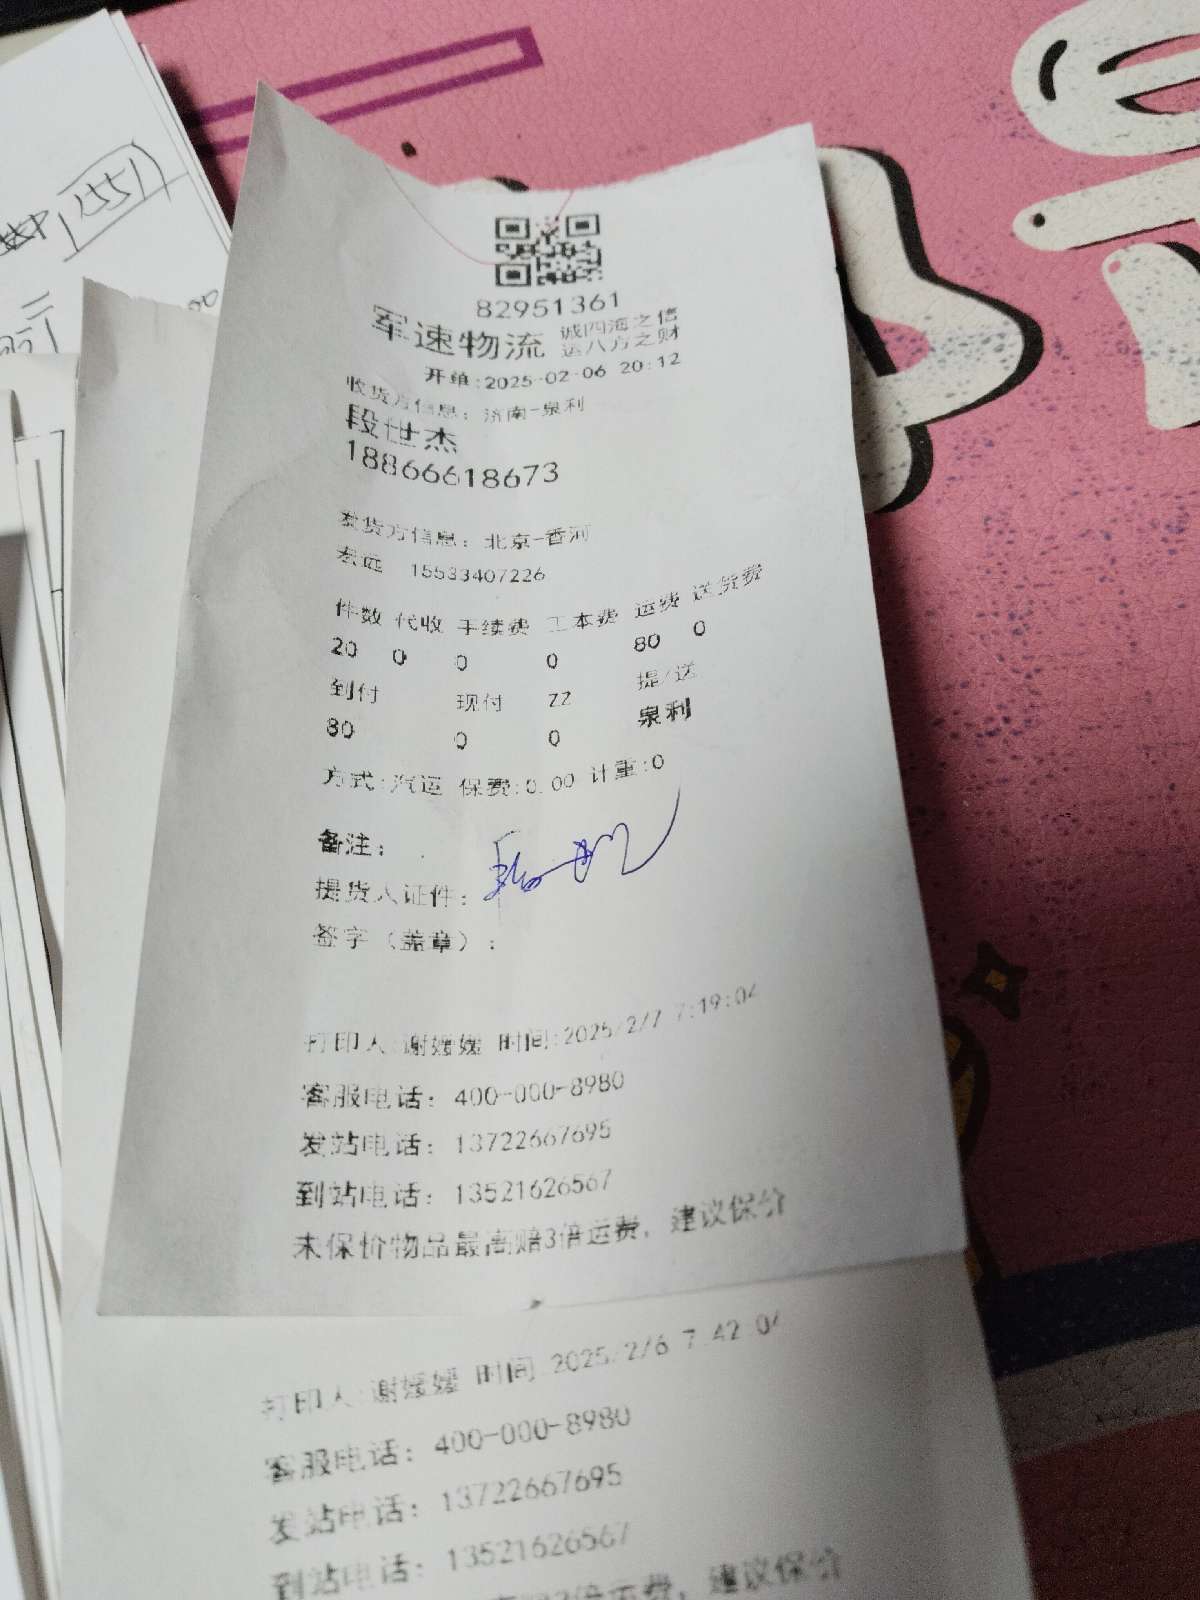 1551
82951361
军速物流 诚四海之信
运八方之财
开单:2025-02-06 20:12
收货方信息：济南-泉利
段世杰
18866618673
发货方信息：北京-香河
宏远 15533407226
件数 代收 手续费 工本费 运费 送货费
20 0 0 0 80 0
到付 现付 ZZ 提/送
80 0 0 泉利
方式:汽运 保费:0.00 计重:0
备注：
提货人证件：
签字（盖章）：
打印人:谢媛媛 时间:2025/2/7 7:19:04
客服电话：400-000-8980
发站电话：13722667695
到站电话：13521626567
未保价物品最高赔3倍运费，建议保价
打印人:谢媛媛 时间:2025/2/6 7:42:04
客服电话：400-000-8980
发站电话：13722667695
到站电话：13521626567
倍运费，建议保价